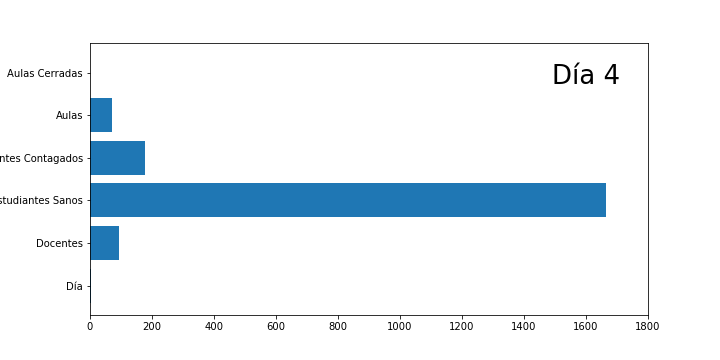 Día 4
Aulas Cerradas
Aulas
ntes Contagados
studiantes Sanos
Docentes
Día
0 200 400 600 800 1000 1200 1400 1600 1800